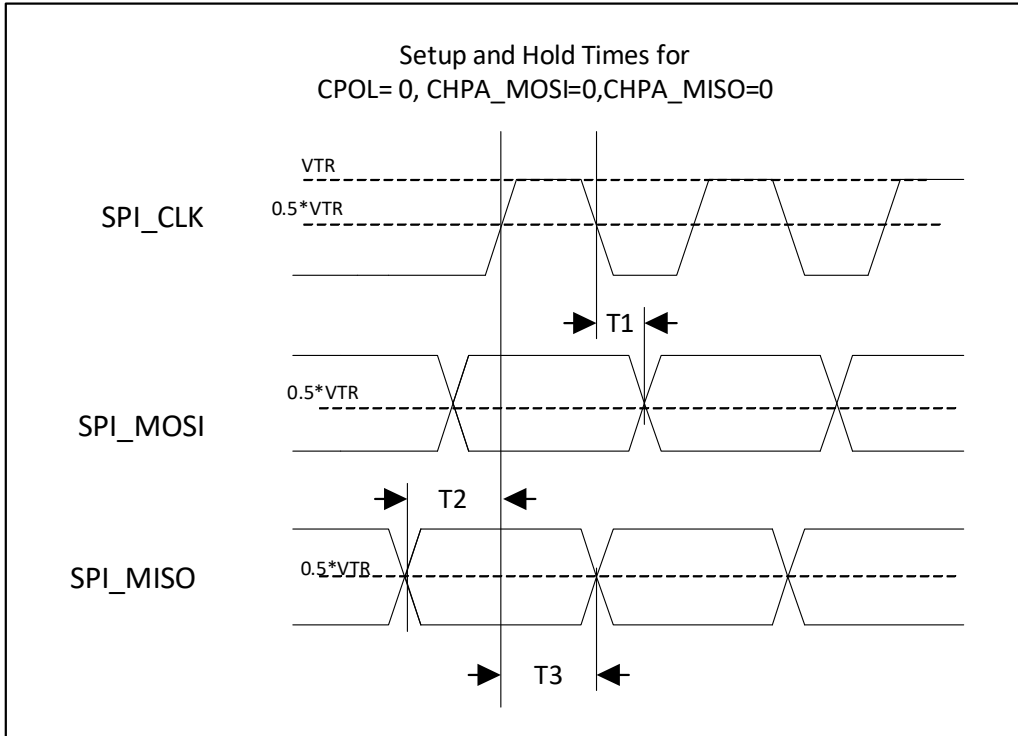 Setup and Hold Times for
CPOL= 0, CHPA_MOSI=0,CHPA_MISO=0
VTR
SPI_CLK
0.5*VTR
T1
0.5*VTR
SPI_MOSI
T2
SPI_MISO
0.5*VTR
T3